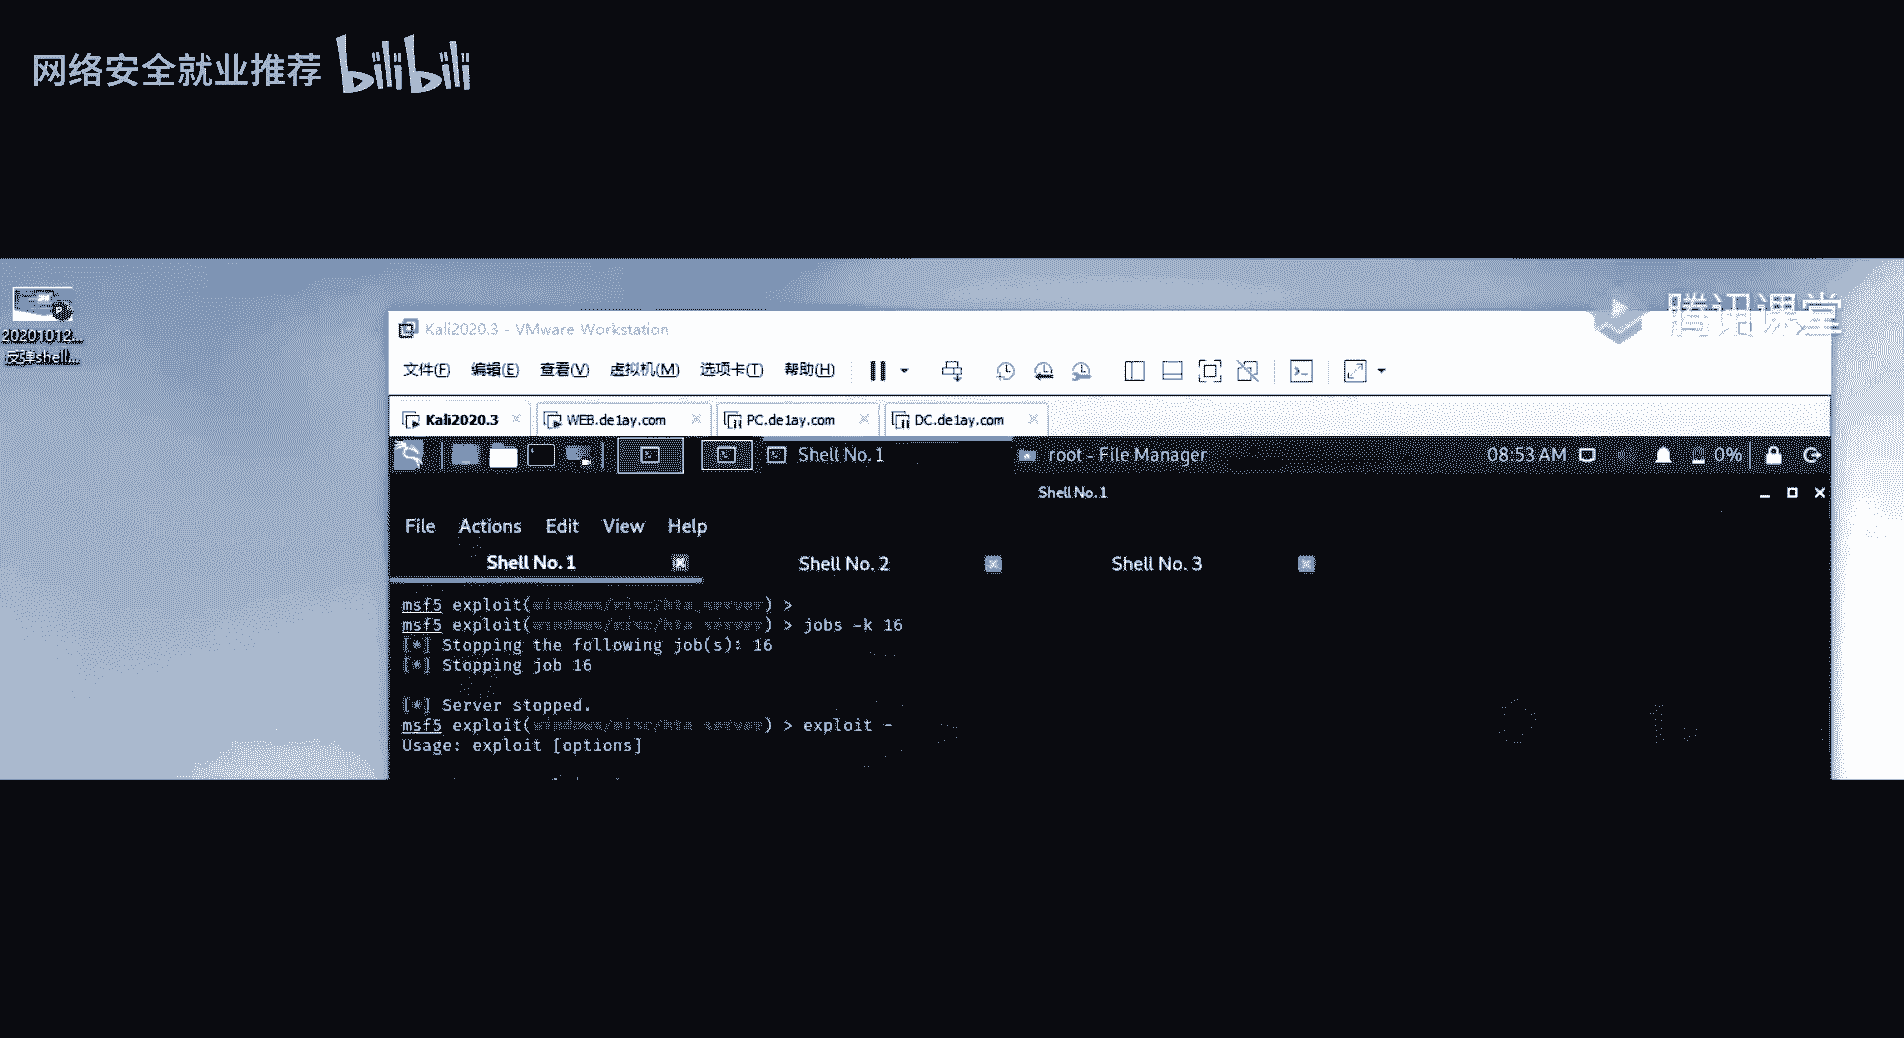 网络安全就业推荐 bilibili
腾讯课堂
20201012...
反弹shell...
Kali2020.3 - VMware Workstation
文件(F) 编辑(E) 查看(V) 虚拟机(M) 选项卡(T) 帮助(H)
Kali2020.3 WEB.de1ay.com PC.de1ay.com DC.de1ay.com
Shell No. 1 root - File Manager 08:53 AM 0%
Shell No. 1
File Actions Edit View Help
Shell No. 1 Shell No. 2 Shell No. 3
msf5 exploit(windows/misc/hta_server) >
msf5 exploit(windows/misc/hta_server) > jobs -k 16
[*] Stopping the following job(s): 16
[*] Stopping job 16
[*] Server stopped.
msf5 exploit(windows/misc/hta_server) > exploit -
Usage: exploit [options]